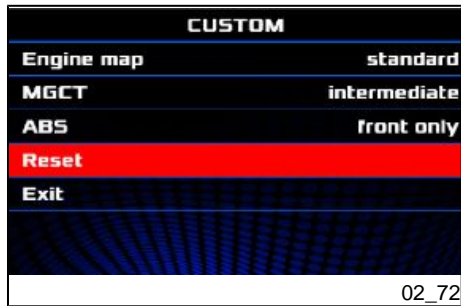 CUSTOM
Engine map standard
MGCT intermediate
ABS front only
Reset
Exit
02_72